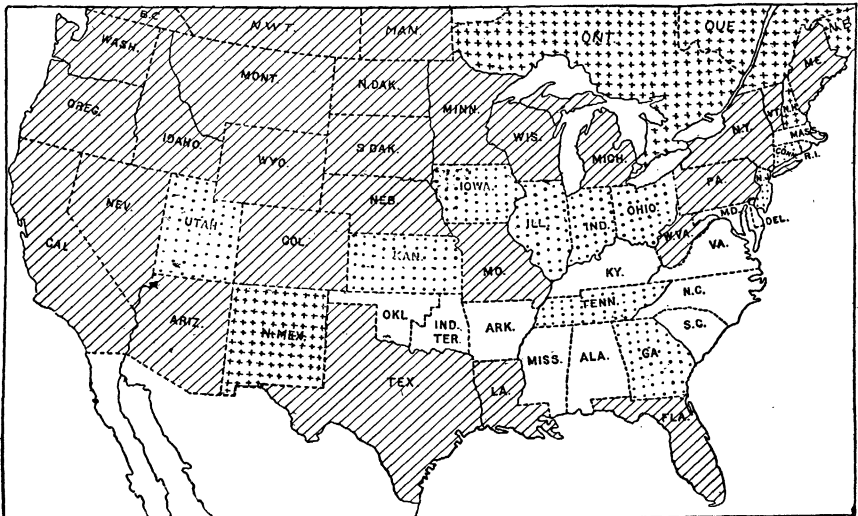 B.C.
N.W.T.
MAN.
ONT
QUE
N.B.
WASH.
MONT.
N.DAK.
MINN.
ME.
OREG.
IDAHO.
WYO.
S.DAK.
WIS.
MICH.
N.Y.
VT.
N.H.
MASS.
CONN.
R.I.
NEV.
UTAH
COL.
NEB.
IOWA.
ILL.
IND.
OHIO.
PA.
N.J.
MD.
DEL.
CAL.
KAN.
MO.
KY.
W.VA.
VA.
ARIZ.
N.MEX.
OKL.
IND.
TER.
ARK.
TENN.
N.C.
S.C.
TEX.
LA.
MISS.
ALA.
GA.
FLA.